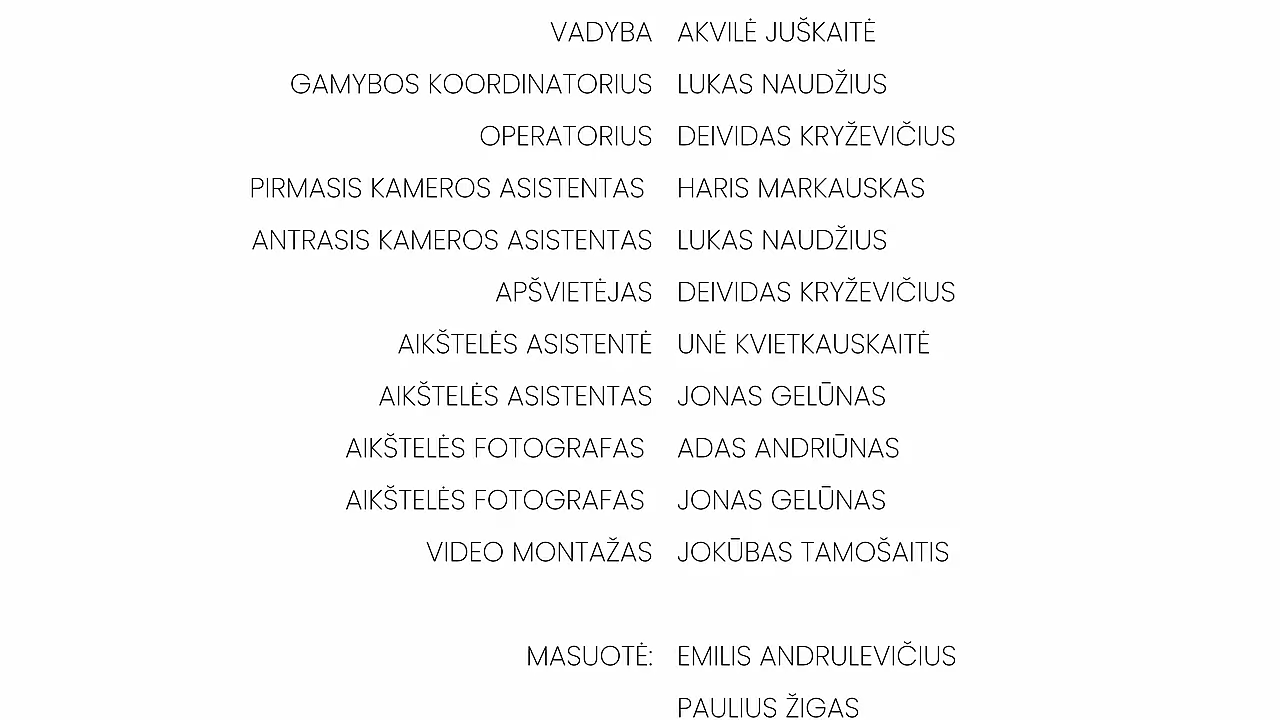 VADYBA AKVILĖ JUŠKAITĖ
GAMYBOS KOORDINATORIUS LUKAS NAUDŽIUS
OPERATORIUS DEIVIDAS KRYŽEVIČIUS
PIRMASIS KAMEROS ASISTENTAS HARIS MARKAUSKAS
ANTRASIS KAMEROS ASISTENTAS LUKAS NAUDŽIUS
APŠVIETĖJAS DEIVIDAS KRYŽEVIČIUS
AIKŠTELĖS ASISTENTĖ UNĖ KVIETKAUSKAITĖ
AIKŠTELĖS ASISTENTAS JONAS GELŪNAS
AIKŠTELĖS FOTOGRAFAS ADAS ANDRIŪNAS
AIKŠTELĖS FOTOGRAFAS JONAS GELŪNAS
VIDEO MONTAŽAS JOKŪBAS TAMOŠAITIS
MASUOTĖ: EMILIS ANDRULEVIČIUS
PAULIUS ŽIGAS